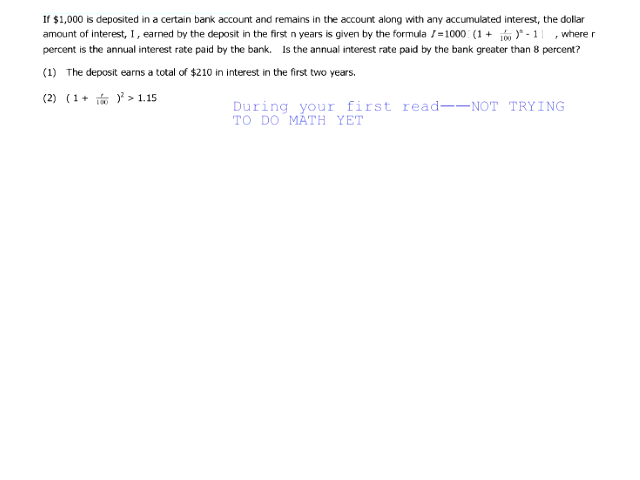 If $1,000 is deposited in a certain bank account and remains in the account along with any accumulated interest, the dollar
amount of interest, I , earned by the deposit in the first n years is given by the formula I =1000[ (1 + r/100 )ⁿ - 1] , where r
percent is the annual interest rate paid by the bank. Is the annual interest rate paid by the bank greater than 8 percent?
(1) The deposit earns a total of $210 in interest in the first two years.
(2) ( 1 + r/100 )² > 1.15
During your first read——NOT TRYING
TO DO MATH YET